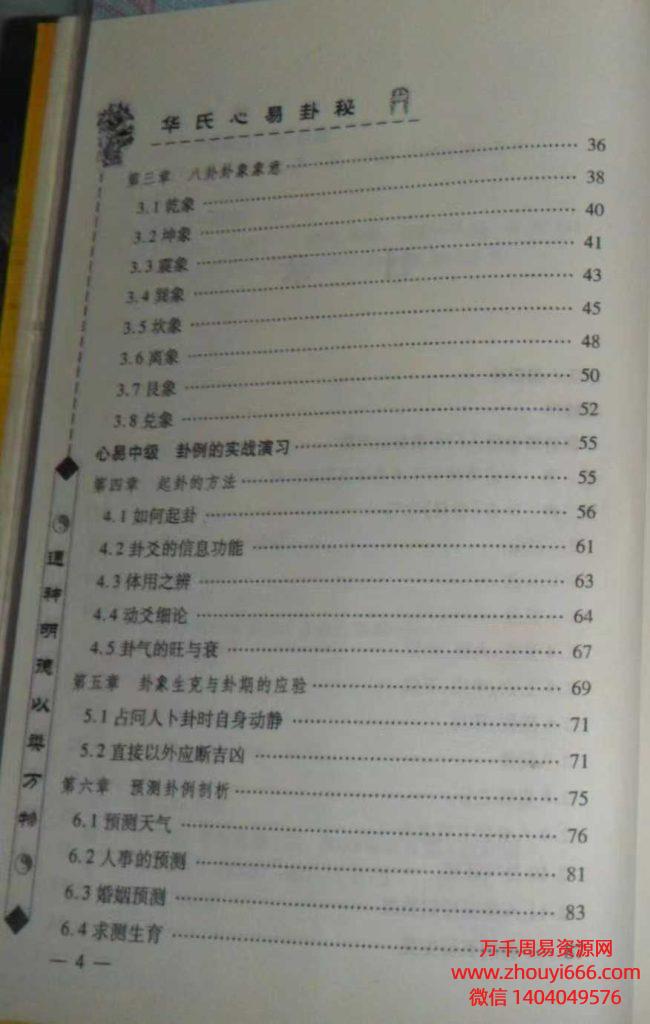 华氏心易卦秘
第三章 八卦卦象象意 ………… 36
3.1 乾象 ………… 38
3.2 坤象 ………… 40
3.3 震象 ………… 41
3.4 巽象 ………… 43
3.5 坎象 ………… 45
3.6 离象 ………… 48
3.7 艮象 ………… 50
3.8 兑象 ………… 52
心易中级 卦例的实战演习 ………… 55
第四章 起卦的方法 ………… 55
4.1 如何起卦 ………… 56
4.2 卦爻的信息功能 ………… 61
4.3 体用之辨 ………… 63
4.4 动爻细论 ………… 64
4.5 卦气的旺与衰 ………… 67
第五章 卦象生克与卦期的应验 ………… 69
5.1 占问人卜卦时自身动静 ………… 71
5.2 直接以外应断吉凶 ………… 71
第六章 预测卦例剖析 ………… 75
6.1 预测天气 ………… 76
6.2 人事的预测 ………… 81
6.3 婚姻预测 ………… 83
6.4 求测生育 …………
— 4 —
通神明德以类万物
万千周易资源网
www.zhouyi666.com
微信 1404049576